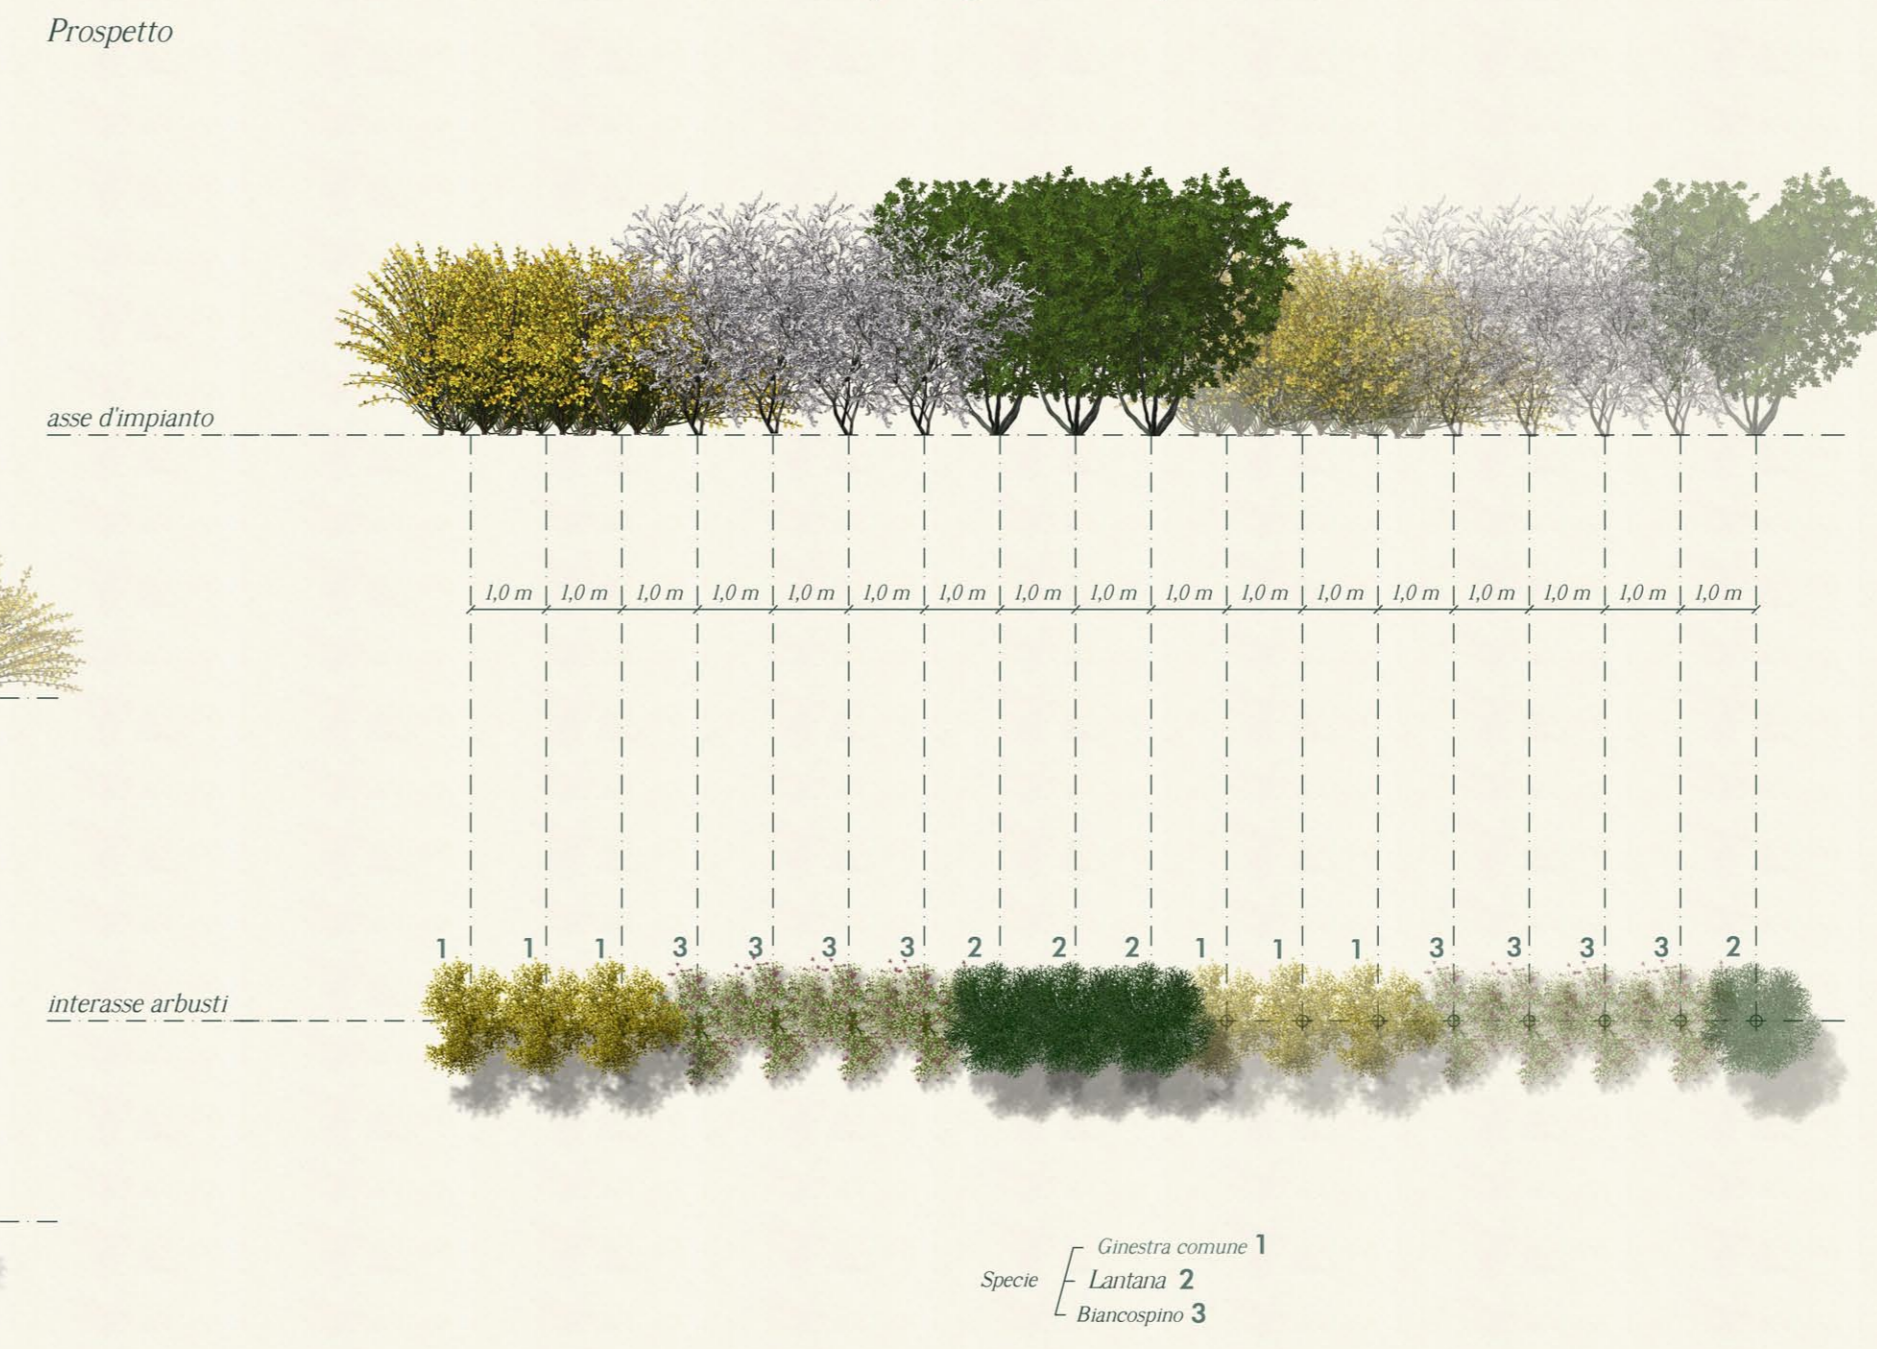 Prospetto
asse d'impianto
1,0 m 1,0 m 1,0 m 1,0 m 1,0 m 1,0 m 1,0 m 1,0 m 1,0 m 1,0 m 1,0 m 1,0 m 1,0 m 1,0 m 1,0 m 1,0 m 1,0 m
1 1 1 3 3 3 3 2 2 2 1 1 1 3 3 3 3 2
interasse arbusti
Ginestra comune 1
Specie Lantana 2
Biancospino 3